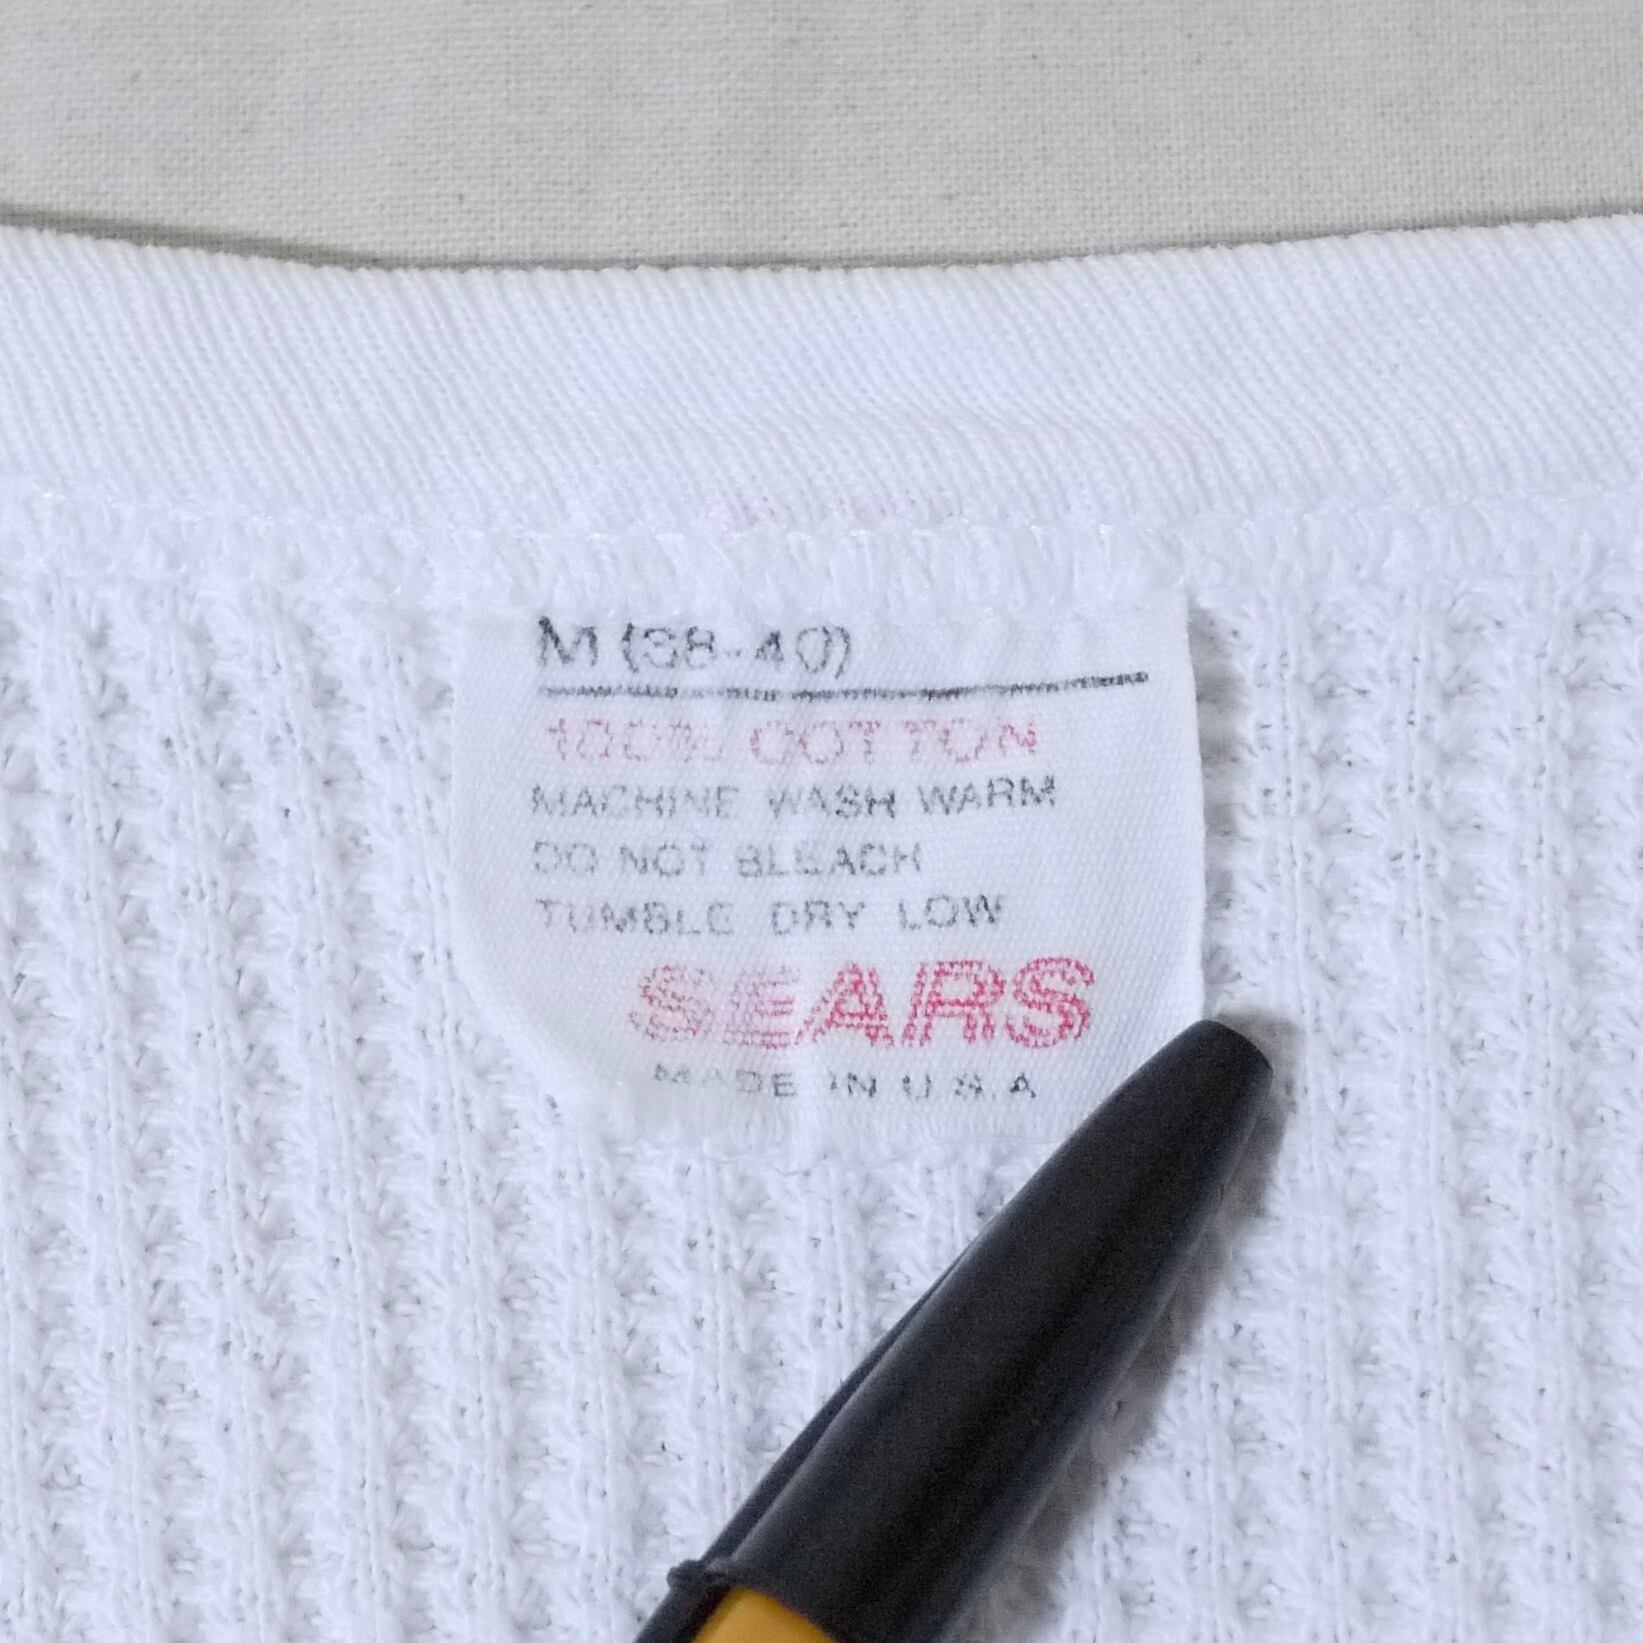 M (38-40)
100% COTTON
MACHINE WASH WARM
DO NOT BLEACH
TUMBLE DRY LOW
SEARS
MADE IN U.S.A